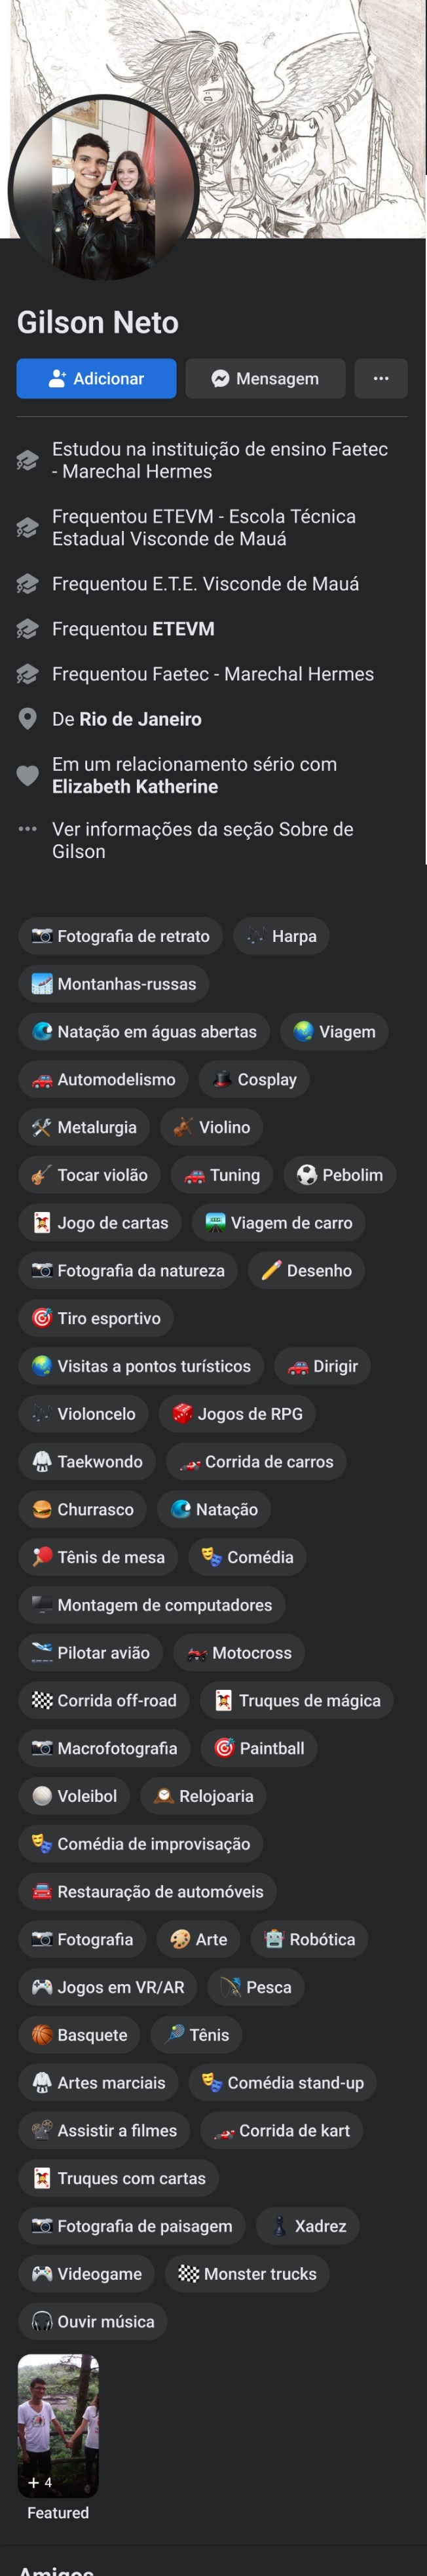 Gilson Neto
Adicionar
Mensagem
Estudou na instituição de ensino Faetec
- Marechal Hermes
Frequentou ETEVM - Escola Técnica
Estadual Visconde de Mauá
Frequentou E.T.E. Visconde de Mauá
Frequentou ETEVM
Frequentou Faetec - Marechal Hermes
De Rio de Janeiro
Em um relacionamento sério com
Elizabeth Katherine
Ver informações da seção Sobre de
Gilson
Fotografia de retrato Harpa
Montanhas-russas
Natação em águas abertas Viagem
Automodelismo Cosplay
Metalurgia Violino
Tocar violão Tuning Pebolim
Jogo de cartas Viagem de carro
Fotografia da natureza Desenho
Tiro esportivo
Visitas a pontos turísticos Dirigir
Violoncelo Jogos de RPG
Taekwondo Corrida de carros
Churrasco Natação
Tênis de mesa Comédia
Montagem de computadores
Pilotar avião Motocross
Corrida off-road Truques de mágica
Macrofotografia Paintball
Voleibol Relojoaria
Comédia de improvisação
Restauração de automóveis
Fotografia Arte Robótica
Jogos em VR/AR Pesca
Basquete Tênis
Artes marciais Comédia stand-up
Assistir a filmes Corrida de kart
Truques com cartas
Fotografia de paisagem Xadrez
Videogame Monster trucks
Ouvir música
+ 4
Featured
Amigos